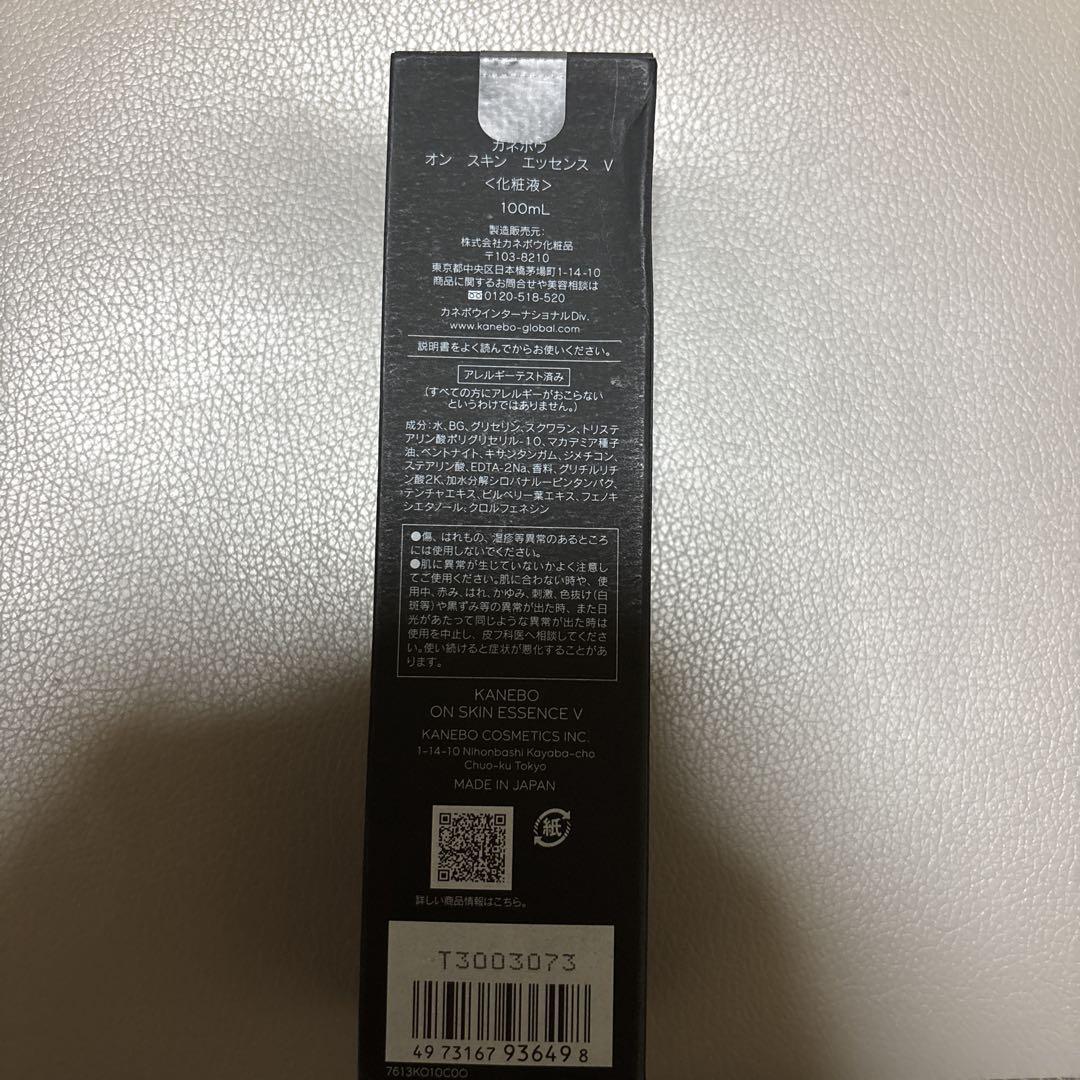 カネボウ
オン スキン エッセンス V
<化粧液>
100mL
製造販売元:
株式会社カネボウ化粧品
〒103-8210
東京都中央区日本橋茅場町1-14-10
商品に関するお問合せや美容相談は
0120-518-520
カネボウインターナショナルDiv.
www.kanebo-global.com
説明書をよく読んでからお使いください。
アレルギーテスト済み
(すべての方にアレルギーがおこらない
というわけではありません。)
成分:水、BG、グリセリン、スクワラン、トリステ
アリン酸ポリグリセリル-10、マカデミア種子
油、ベントナイト、キサンタンガム、ジメチコン、
ステアリン酸、EDTA-2Na、香料、グリチルリチ
ン酸2K、加水分解シロバナルーピンタンパク、
テンチャエキス、ビルベリー葉エキス、フェノキ
シエタノール、クロルフェネシン
●傷、はれもの、湿疹等異常のあるところ
には使用しないでください。
●肌に異常が生じていないかよく注意し
てご使用ください。肌に合わない時や、使
用中、赤み、はれ、かゆみ、刺激、色抜け(白
斑等)や黒ずみ等の異常が出た時、また日
光があたって同じような異常が出た時は
使用を中止し、皮フ科医へ相談してくださ
い。使い続けると症状が悪化することがあ
ります。
KANEBO
ON SKIN ESSENCE V
KANEBO COSMETICS INC.
1-14-10 Nihonbashi Kayaba-cho
Chuo-ku Tokyo
MADE IN JAPAN
紙
詳しい商品情報はこちら。
T3003073
4973167936498
7613KO10C00